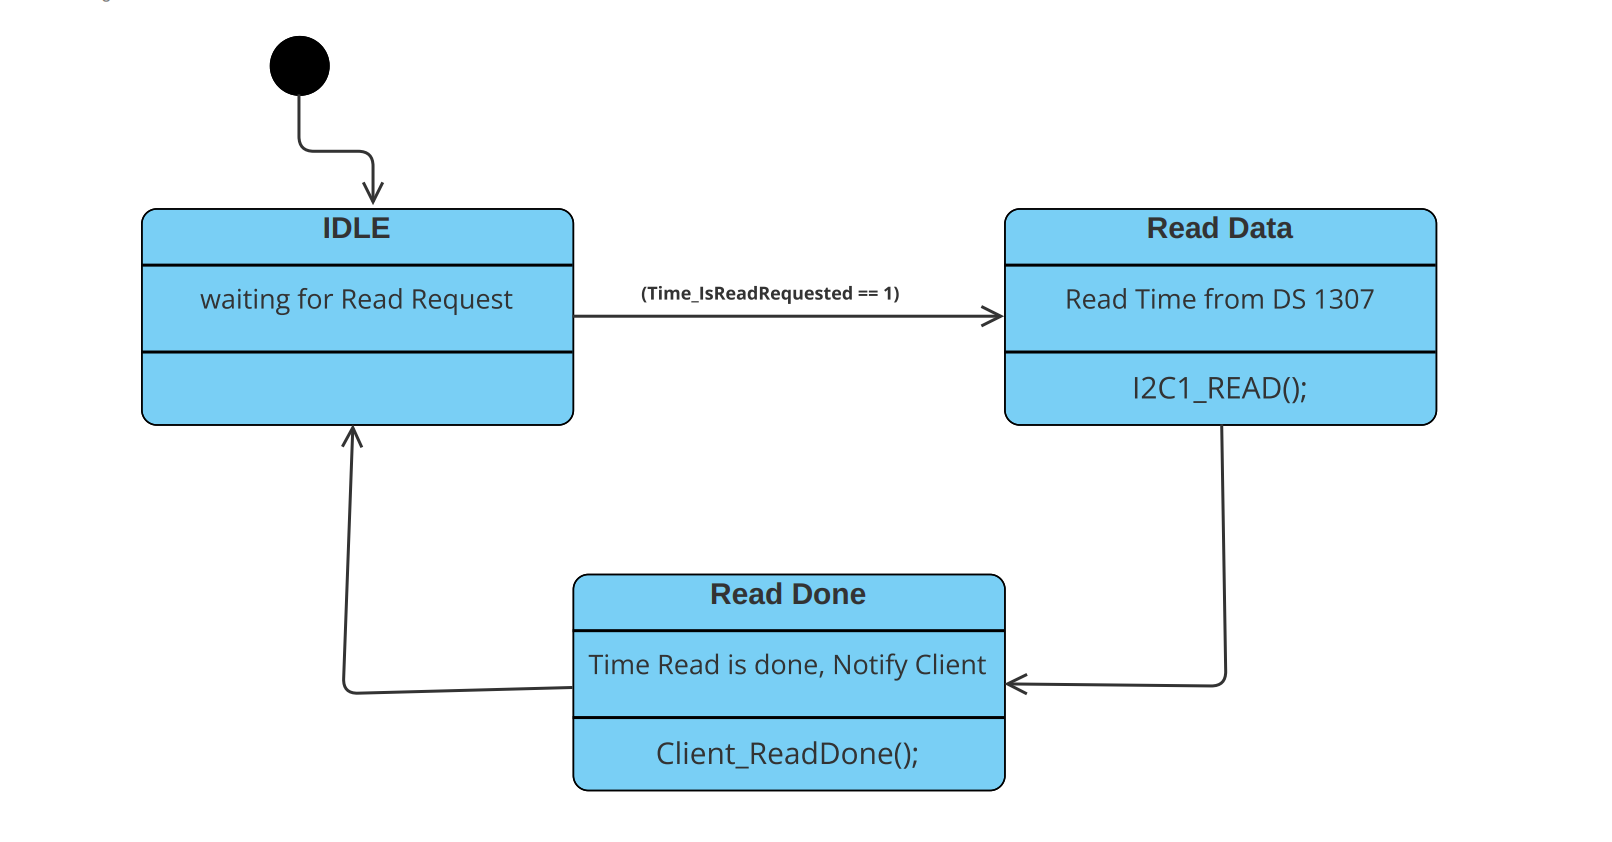 IDLE
waiting for Read Request
(Time_IsReadRequested == 1)
Read Data
Read Time from DS 1307
I2C1_READ();
Read Done
Time Read is done, Notify Client
Client_ReadDone();